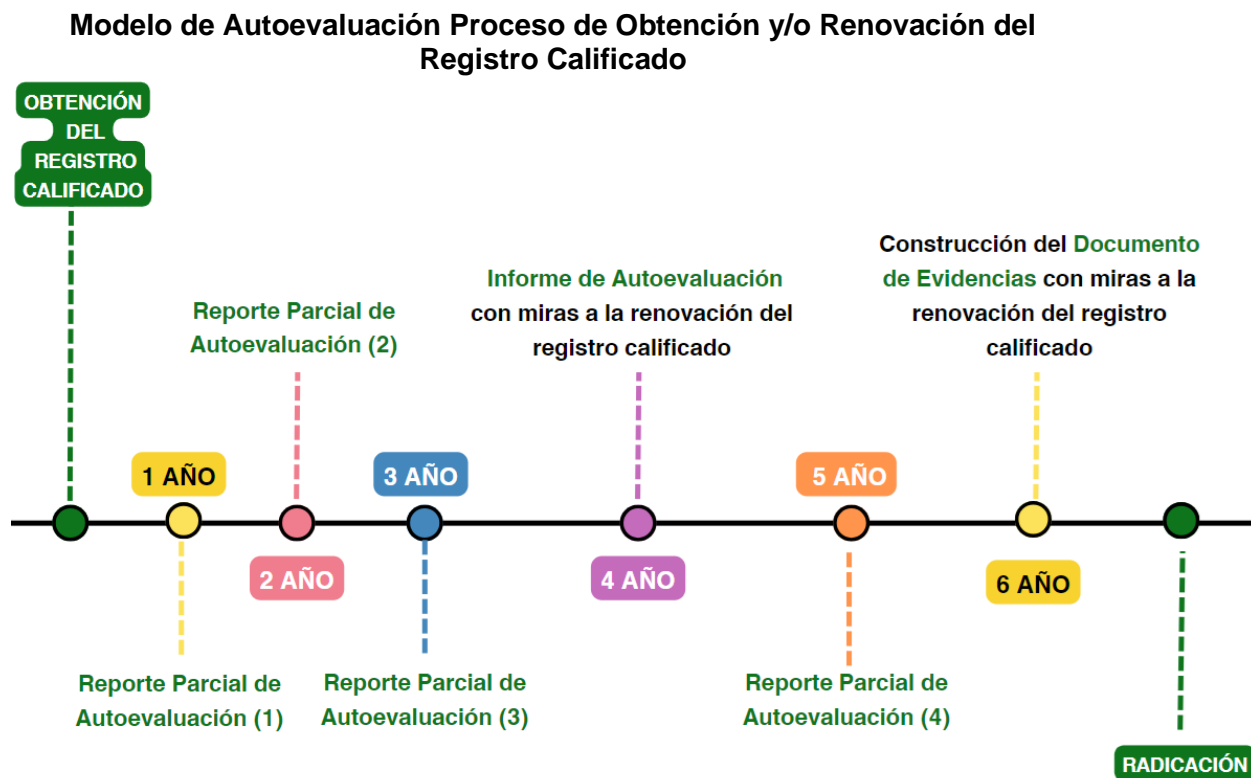 Modelo de Autoevaluación Proceso de Obtención y/o Renovación del
Registro Calificado
OBTENCIÓN
DEL
REGISTRO
CALIFICADO
Construcción del Documento
de Evidencias con miras a la
renovación del registro
calificado
Informe de Autoevaluación
con miras a la renovación del
registro calificado
Reporte Parcial de
Autoevaluación (2)
1 AÑO
3 AÑO
5 AÑO
2 AÑO
4 AÑO
6 AÑO
Reporte Parcial de
Autoevaluación (1)
Reporte Parcial de
Autoevaluación (3)
Reporte Parcial de
Autoevaluación (4)
RADICACIÓN